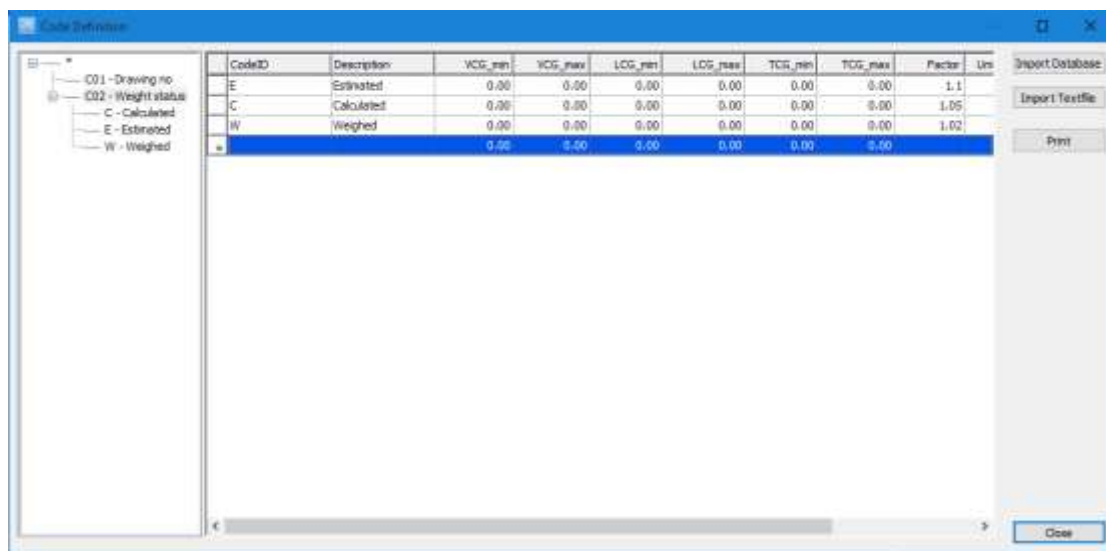 Code Definition
*
C01 - Drawing no
C02 - Weight status
C - Calculated
E - Estimated
W - Weighed
CodeID Description VCG_min VCG_max LCG_min LCG_max TCG_min TCG_max Factor Uni
E Estimated 0.00 0.00 0.00 0.00 0.00 0.00 1.1
C Calculated 0.00 0.00 0.00 0.00 0.00 0.00 1.05
W Weighed 0.00 0.00 0.00 0.00 0.00 0.00 1.02
* 0.00 0.00 0.00 0.00 0.00 0.00
Import Database
Import Textfile
Print
Close